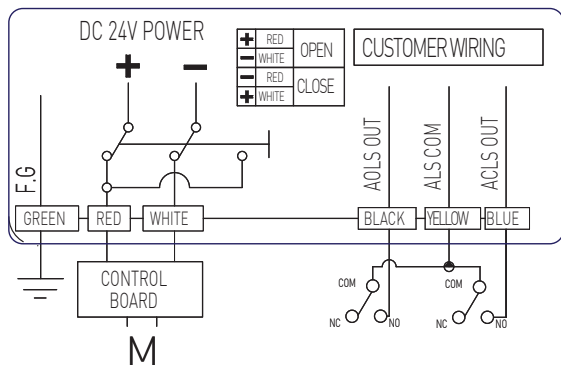 DC 24V POWER
+ -
+ RED OPEN
- WHITE
- RED CLOSE
+ WHITE
CUSTOMER WIRING
F.G
AOLS OUT
ALS COM
ACLS OUT
GREEN RED WHITE BLACK YELLOW BLUE
CONTROL
BOARD
M
COM COM
NC NO NC NO